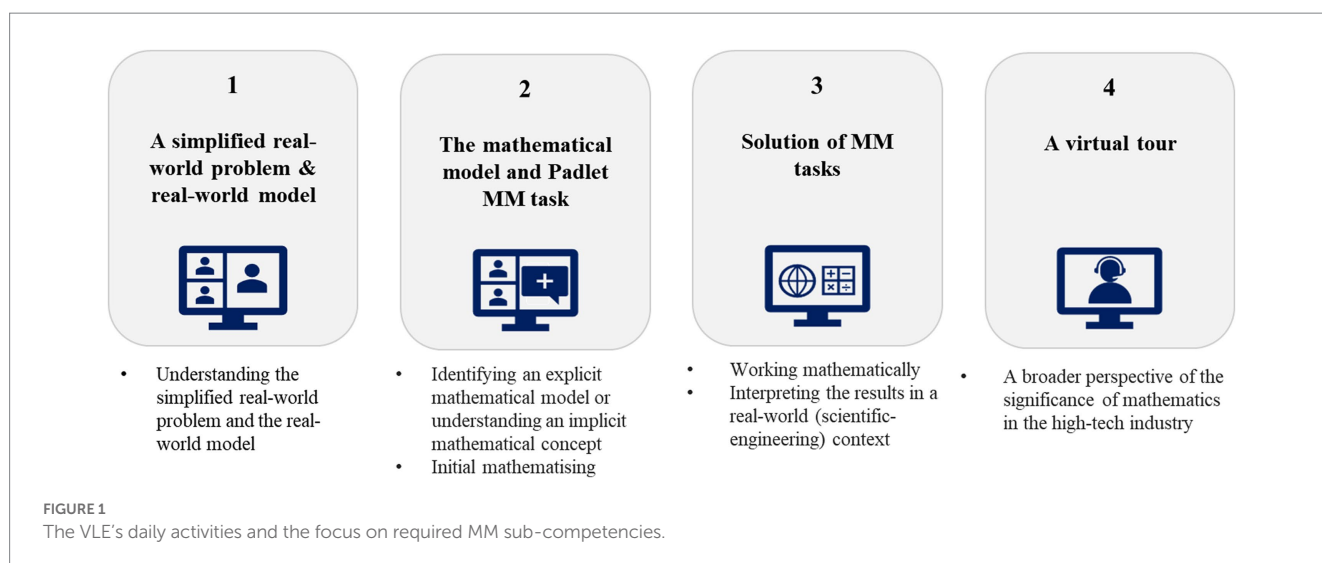 1
A simplified real-
world problem &
real-world model
• Understanding the
simplified real-world
problem and the real-
world model
2
The mathematical
model and Padlet
MM task
• Identifying an explicit
mathematical model or
understanding an implicit
mathematical concept
• Initial mathematising
3
Solution of MM
tasks
• Working mathematically
• Interpreting the results in a
real-world (scientific-
engineering) context
4
A virtual tour
• A broader perspective of the
significance of mathematics
in the high-tech industry
FIGURE 1
The VLE's daily activities and the focus on required MM sub-competencies.